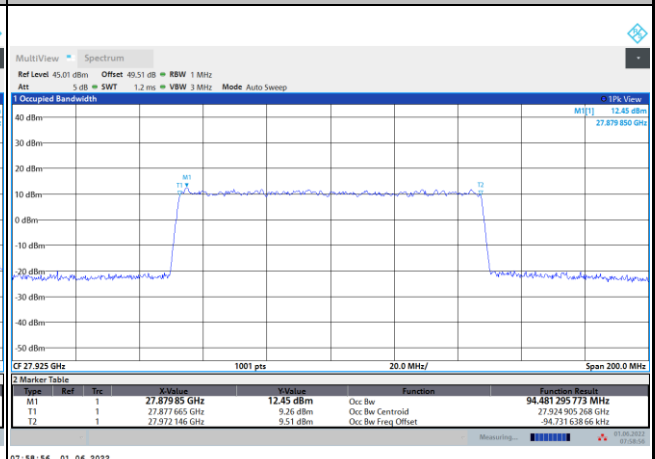 MultiView Spectrum
Ref Level 45.01 dBm Offset 49.51 dB RBW 1 MHz
Att 5 dB SWT 1.2 ms VBW 3 MHz Mode Auto Sweep
1 Occupied Bandwidth 1Pk View
M1[1] 12.45 dBm
27.879 850 GHz
40 dBm
30 dBm
20 dBm
M1
T1 T2
10 dBm
0 dBm
-10 dBm
-20 dBm
-30 dBm
-40 dBm
-50 dBm
CF 27.925 GHz 1001 pts 20.0 MHz/ Span 200.0 MHz
2 Marker Table
Type Ref Trc X-Value Y-Value Function Function Result
M1 1 27.879 85 GHz 12.45 dBm Occ Bw 94.481 295 773 MHz
T1 1 27.877 665 GHz 9.26 dBm Occ Bw Centroid 27.924 905 268 GHz
T2 1 27.972 146 GHz 9.51 dBm Occ Bw Freq Offset -94.731 638 66 kHz
Measuring... 01.06.2023
07:58:56
07:58:56 01.06.2023